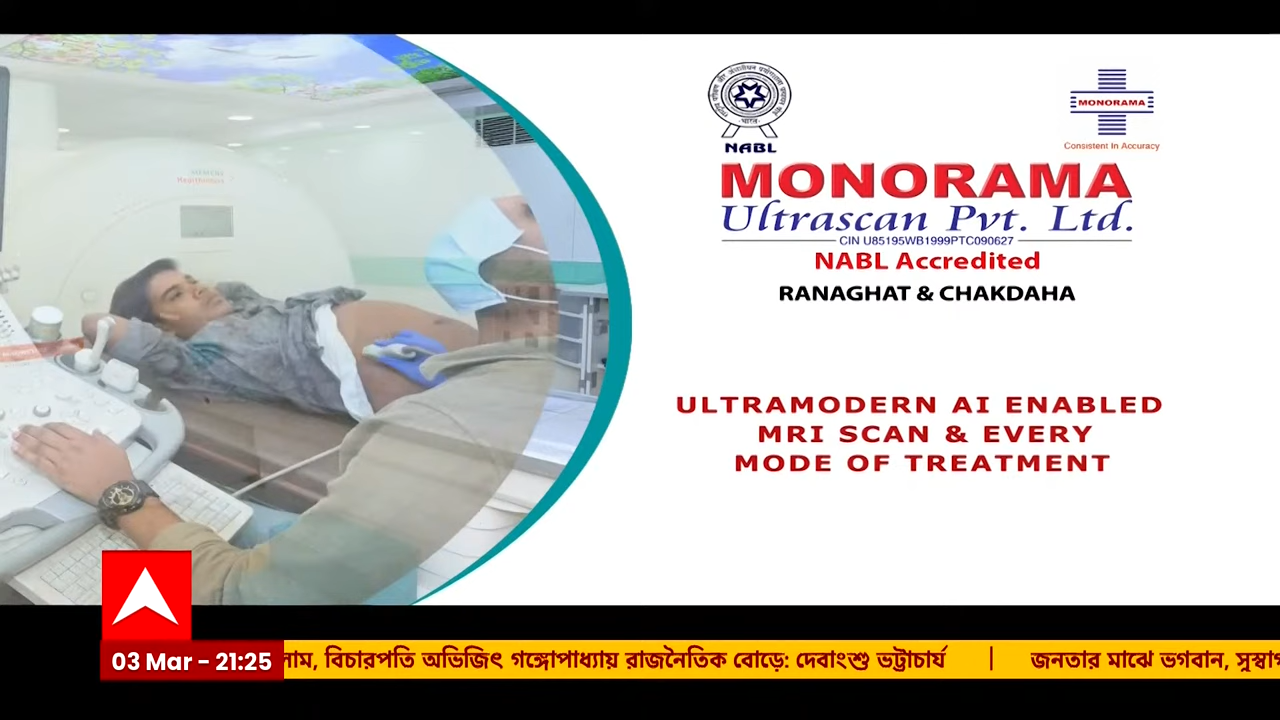 NABL
MONORAMA
Consistent In Accuracy
MONORAMA
Ultrascan Pvt. Ltd.
CIN U85195WB1999PTC090627
NABL Accredited
RANAGHAT & CHAKDAHA
ULTRAMODERN AI ENABLED
MRI SCAN & EVERY
MODE OF TREATMENT
03 Mar - 21:25
বিচারপতি অভিজিৎ গঙ্গোপাধ্যায় রাজনৈতিক বোড়ে: দেবাংশু ভট্টাচার্য | জনতার মাঝে ভগবান,